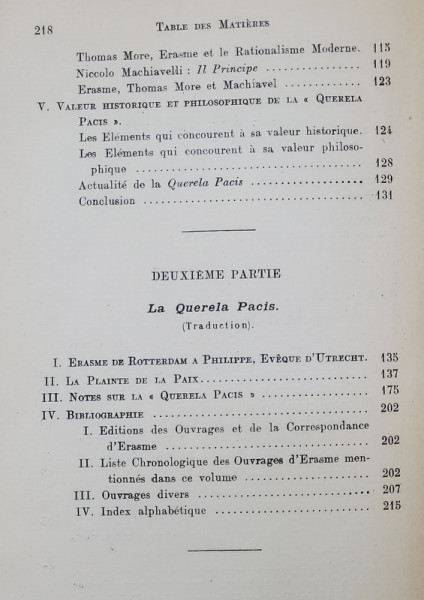 218 Table des Matières
Thomas More, Erasme et le Rationalisme Moderne. 115
Niccolo Machiavelli : Il Principe ................ 119
Erasme, Thomas More et Machiavel ............. 123
V. Valeur historique et philosophique de la « Querela
Pacis ».
Les Eléments qui concourent à sa valeur historique. 124
Les Eléments qui concourent à sa valeur philoso-
phique ................................... 128
Actualité de la Querela Pacis .................. 129
Conclusion .................................. 131
DEUXIÈME PARTIE
La Querela Pacis.
(Traduction).
I. Erasme de Rotterdam a Philippe, Evêque d'Utrecht. 135
II. La Plainte de la Paix........................... 137
III. Notes sur la « Querela Pacis » .................. 175
IV. Bibliographie ................................ 202
I. Editions des Ouvrages et de la Correspondance
d'Erasme ................................ 202
II. Liste Chronologique des Ouvrages d'Erasme men-
tionnés dans ce volume .................... 202
III. Ouvrages divers ........................... 207
IV. Index alphabétique ......................... 215